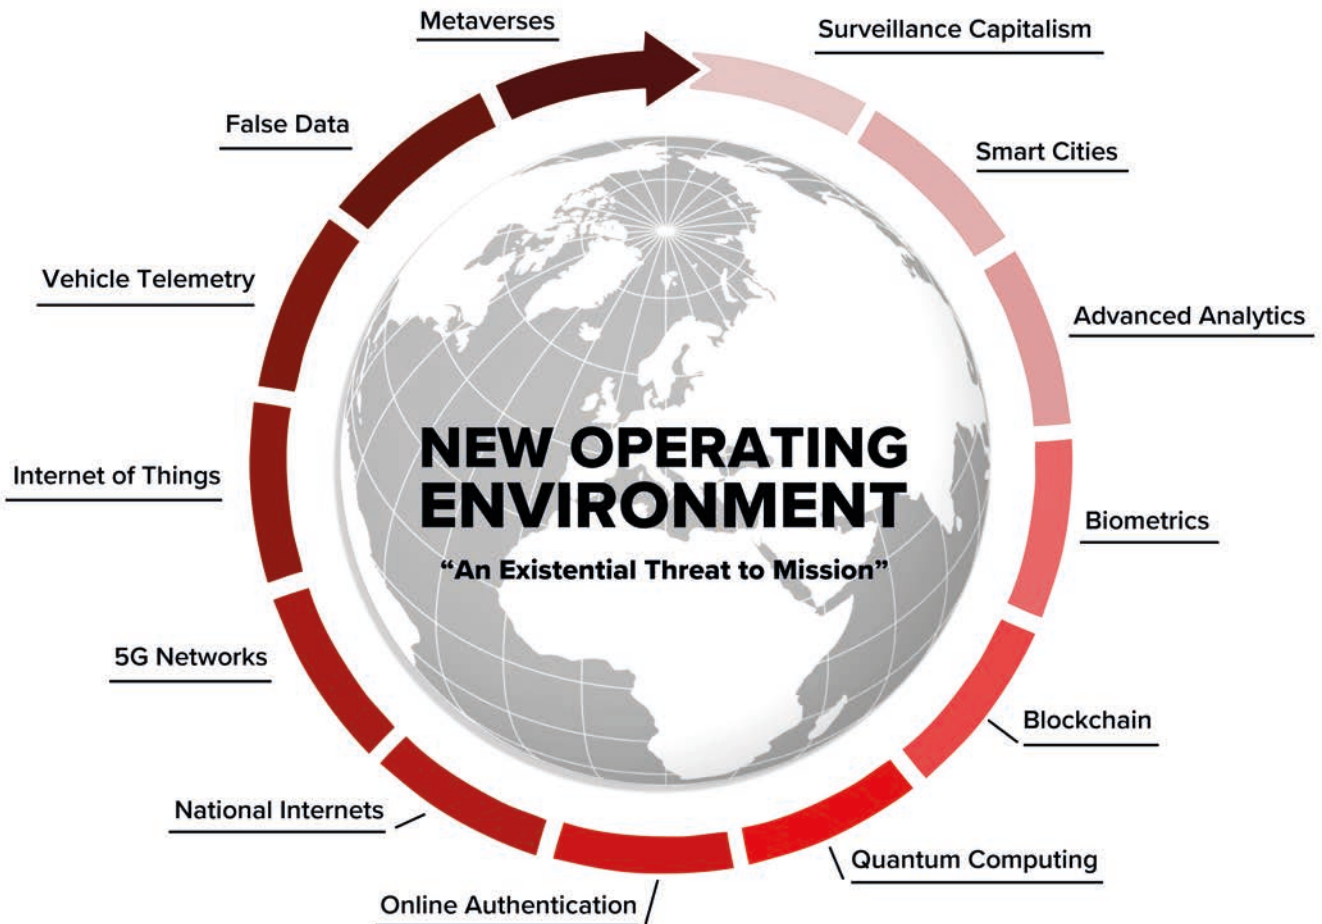 Metaverses
Surveillance Capitalism
False Data
Smart Cities
Vehicle Telemetry
Advanced Analytics
NEW OPERATING
ENVIRONMENT
“An Existential Threat to Mission”
Internet of Things
Biometrics
5G Networks
Blockchain
National Internets
Quantum Computing
Online Authentication